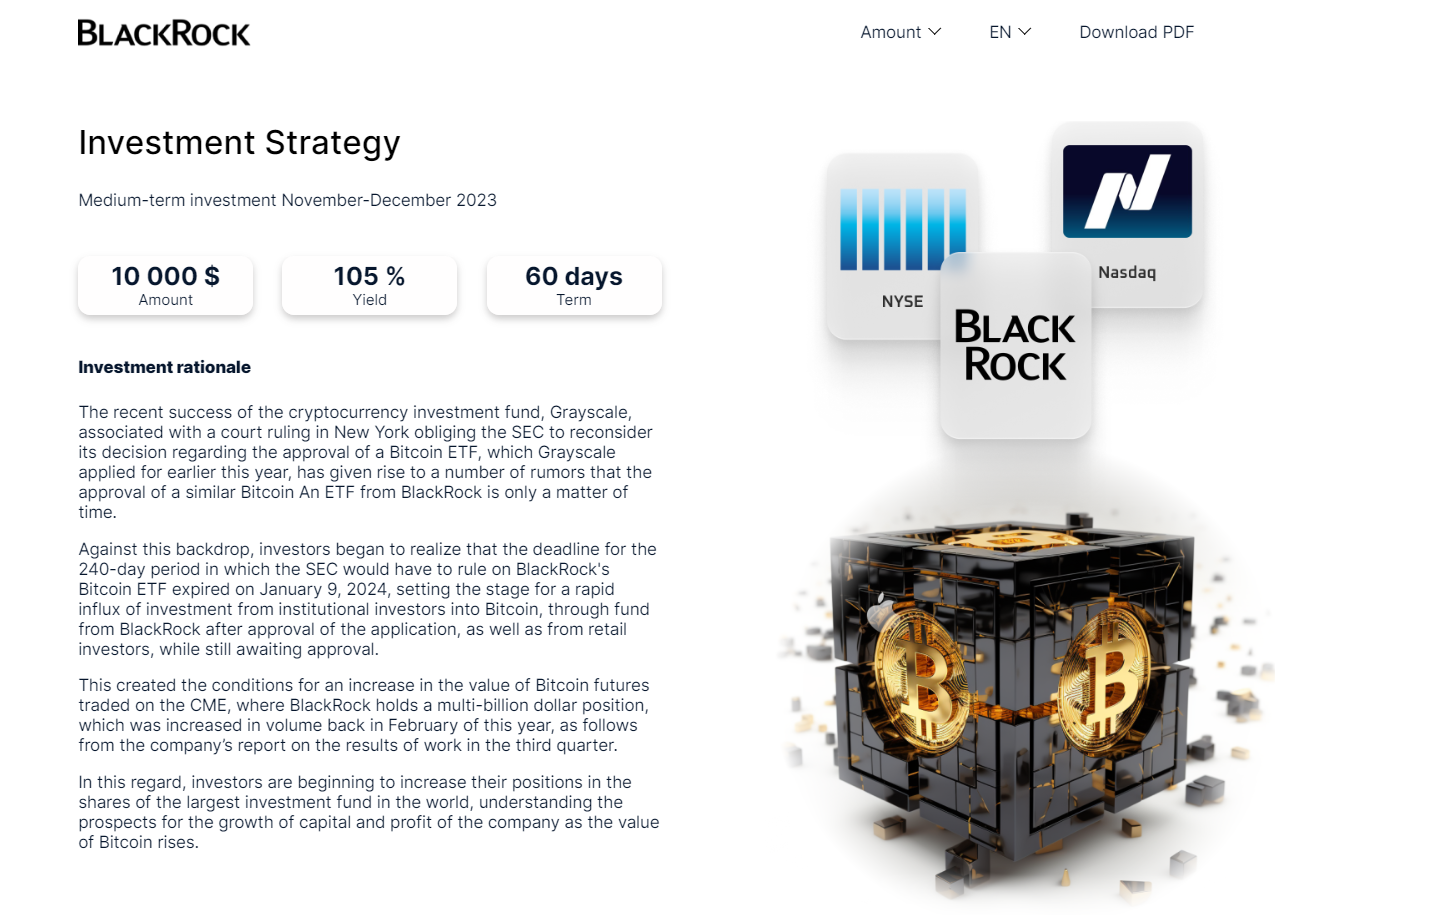 BLACKROCK
Amount
EN
Download PDF
Investment Strategy
Medium-term investment November-December 2023
10 000 $
Amount
105 %
Yield
60 days
Term
Investment rationale
The recent success of the cryptocurrency investment fund, Grayscale,
associated with a court ruling in New York obliging the SEC to reconsider
its decision regarding the approval of a Bitcoin ETF, which Grayscale
applied for earlier this year, has given rise to a number of rumors that the
approval of a similar Bitcoin An ETF from BlackRock is only a matter of
time.
Against this backdrop, investors began to realize that the deadline for the
240-day period in which the SEC would have to rule on BlackRock's
Bitcoin ETF expired on January 9, 2024, setting the stage for a rapid
influx of investment from institutional investors into Bitcoin, through fund
from BlackRock after approval of the application, as well as from retail
investors, while still awaiting approval.
This created the conditions for an increase in the value of Bitcoin futures
traded on the CME, where BlackRock holds a multi-billion dollar position,
which was increased in volume back in February of this year, as follows
from the company’s report on the results of work in the third quarter.
In this regard, investors are beginning to increase their positions in the
shares of the largest investment fund in the world, understanding the
prospects for the growth of capital and profit of the company as the value
of Bitcoin rises.
NYSE
Nasdaq
BLACK
ROCK